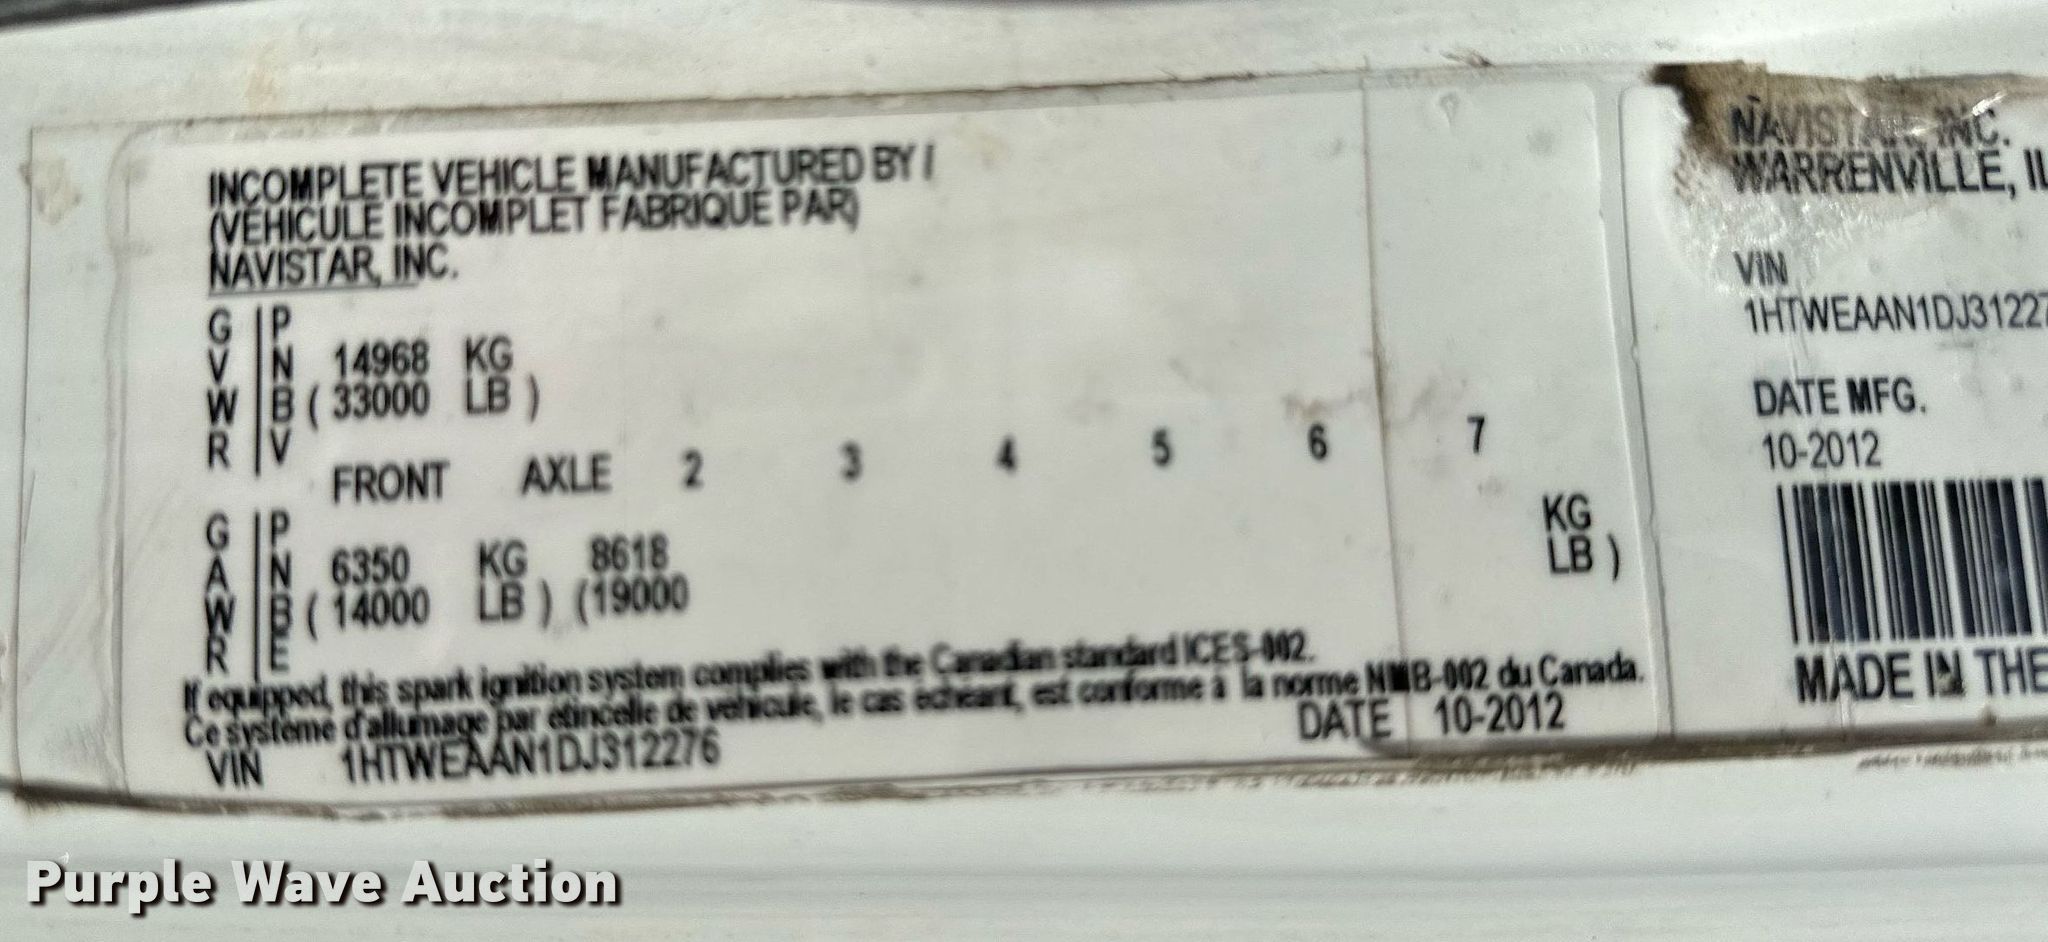 INCOMPLETE VEHICLE MANUFACTURED BY /
(VEHICULE INCOMPLET FABRIQUE PAR)
NAVISTAR, INC.
G P
V N 14968 KG
W B ( 33000 LB )
R V
FRONT AXLE 2 3 4 5 6 7
G P
A N 6350 KG 8618 KG
W B ( 14000 LB ) (19000 LB )
R E
If equipped, this spark ignition system complies with the Canadian standard ICES-002.
Ce système d'allumage par étincelle de véhicule, le cas échéant, est conforme à la norme NMB-002 du Canada.
DATE 10-2012
VIN 1HTWEAAN1DJ312276
NAVISTAR, INC.
WARRENVILLE, IL
VIN
1HTWEAAN1DJ31227
DATE MFG.
10-2012
MADE IN THE
Purple Wave Auction